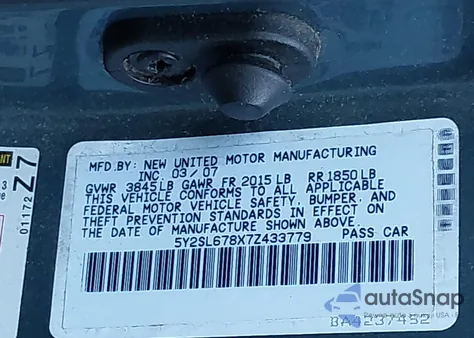 MFD.BY: NEW UNITED MOTOR MANUFACTURING
INC. 03/07
GVWR 3845LB GAWR FR 2015LB RR1850LB
THIS VEHICLE CONFORMS TO ALL APPLICABLE
FEDERAL MOTOR VEHICLE SAFETY, BUMPER, AND
THEFT PREVENTION STANDARDS IN EFFECT ON
THE DATE OF MANUFACTURE SHOWN ABOVE.
5Y2SL678X7Z433779 PASS CAR
01172
Z7
autoSnap